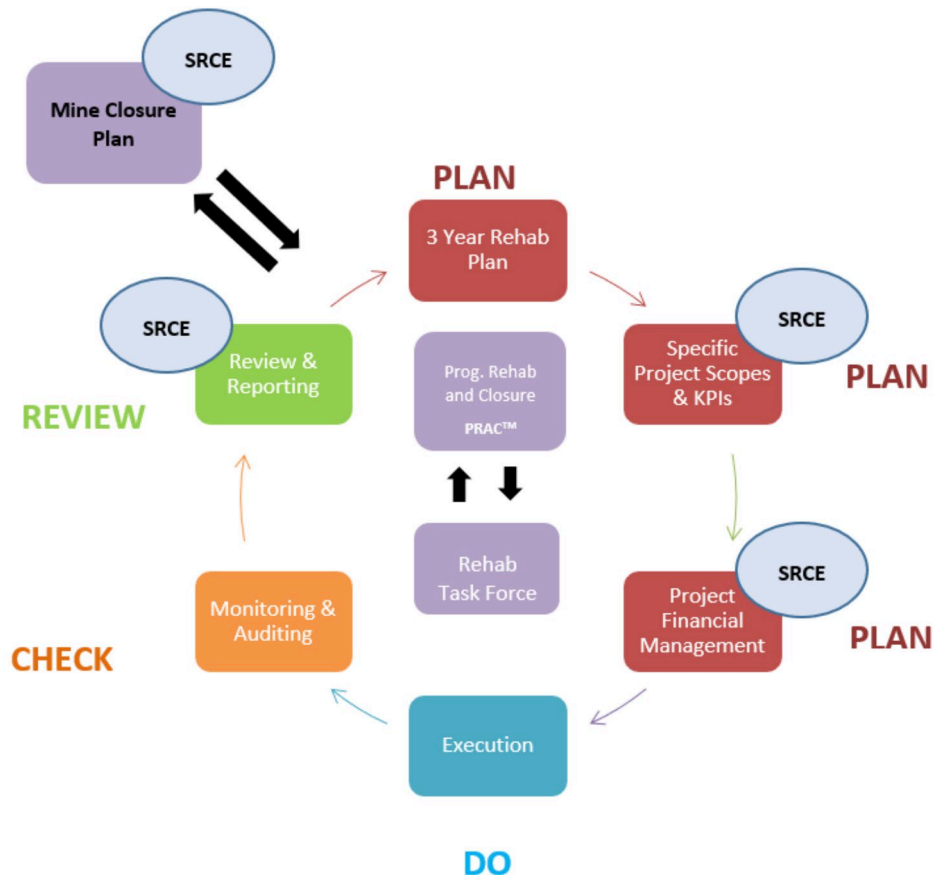 SRCE
Mine Closure
Plan
PLAN
3 Year Rehab
Plan
SRCE
Specific
Project Scopes
& KPIs
PLAN
SRCE
Review &
Reporting
REVIEW
Prog. Rehab
and Closure
PRAC™
Rehab
Task Force
SRCE
Project
Financial
Management
PLAN
Monitoring &
Auditing
CHECK
Execution
DO